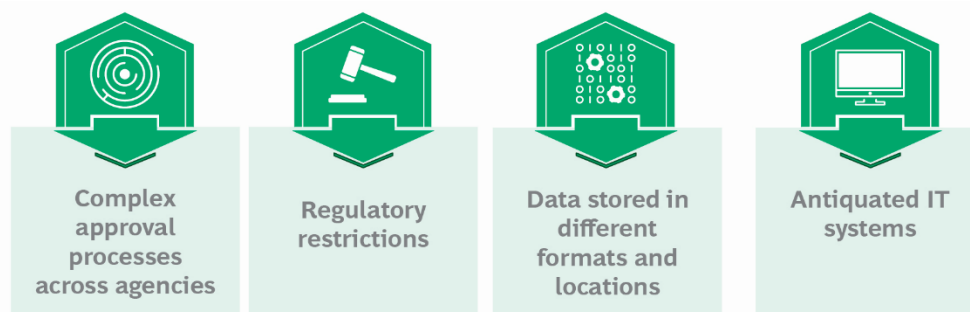 Complex
approval
processes
across agencies
Regulatory
restrictions
Data stored in
different
formats and
locations
Antiquated IT
systems